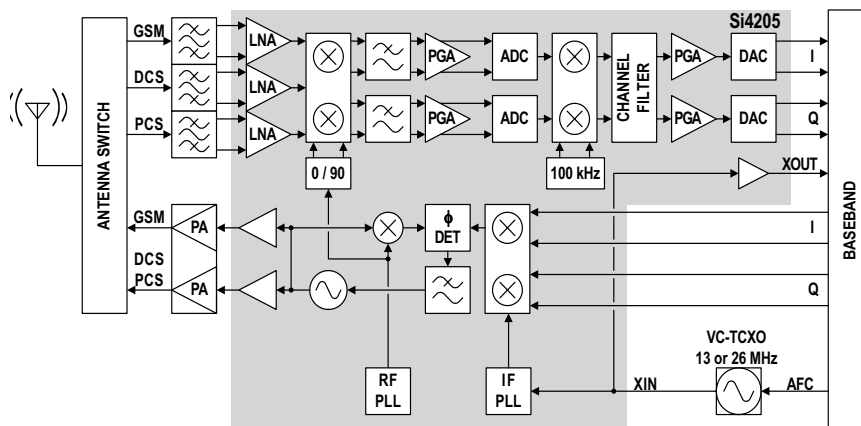 Si4205
GSM
DCS
PCS
LNA
LNA
LNA
PGA
PGA
ADC
ADC
CHANNEL
FILTER
PGA
PGA
DAC
DAC
I
Q
0 / 90
100 kHz
XOUT
ANTENNA SWITCH
BASEBAND
GSM
DCS
PCS
PA
PA
ϕ
DET
I
Q
RF
PLL
IF
PLL
XIN
VC-TCXO
13 or 26 MHz
AFC